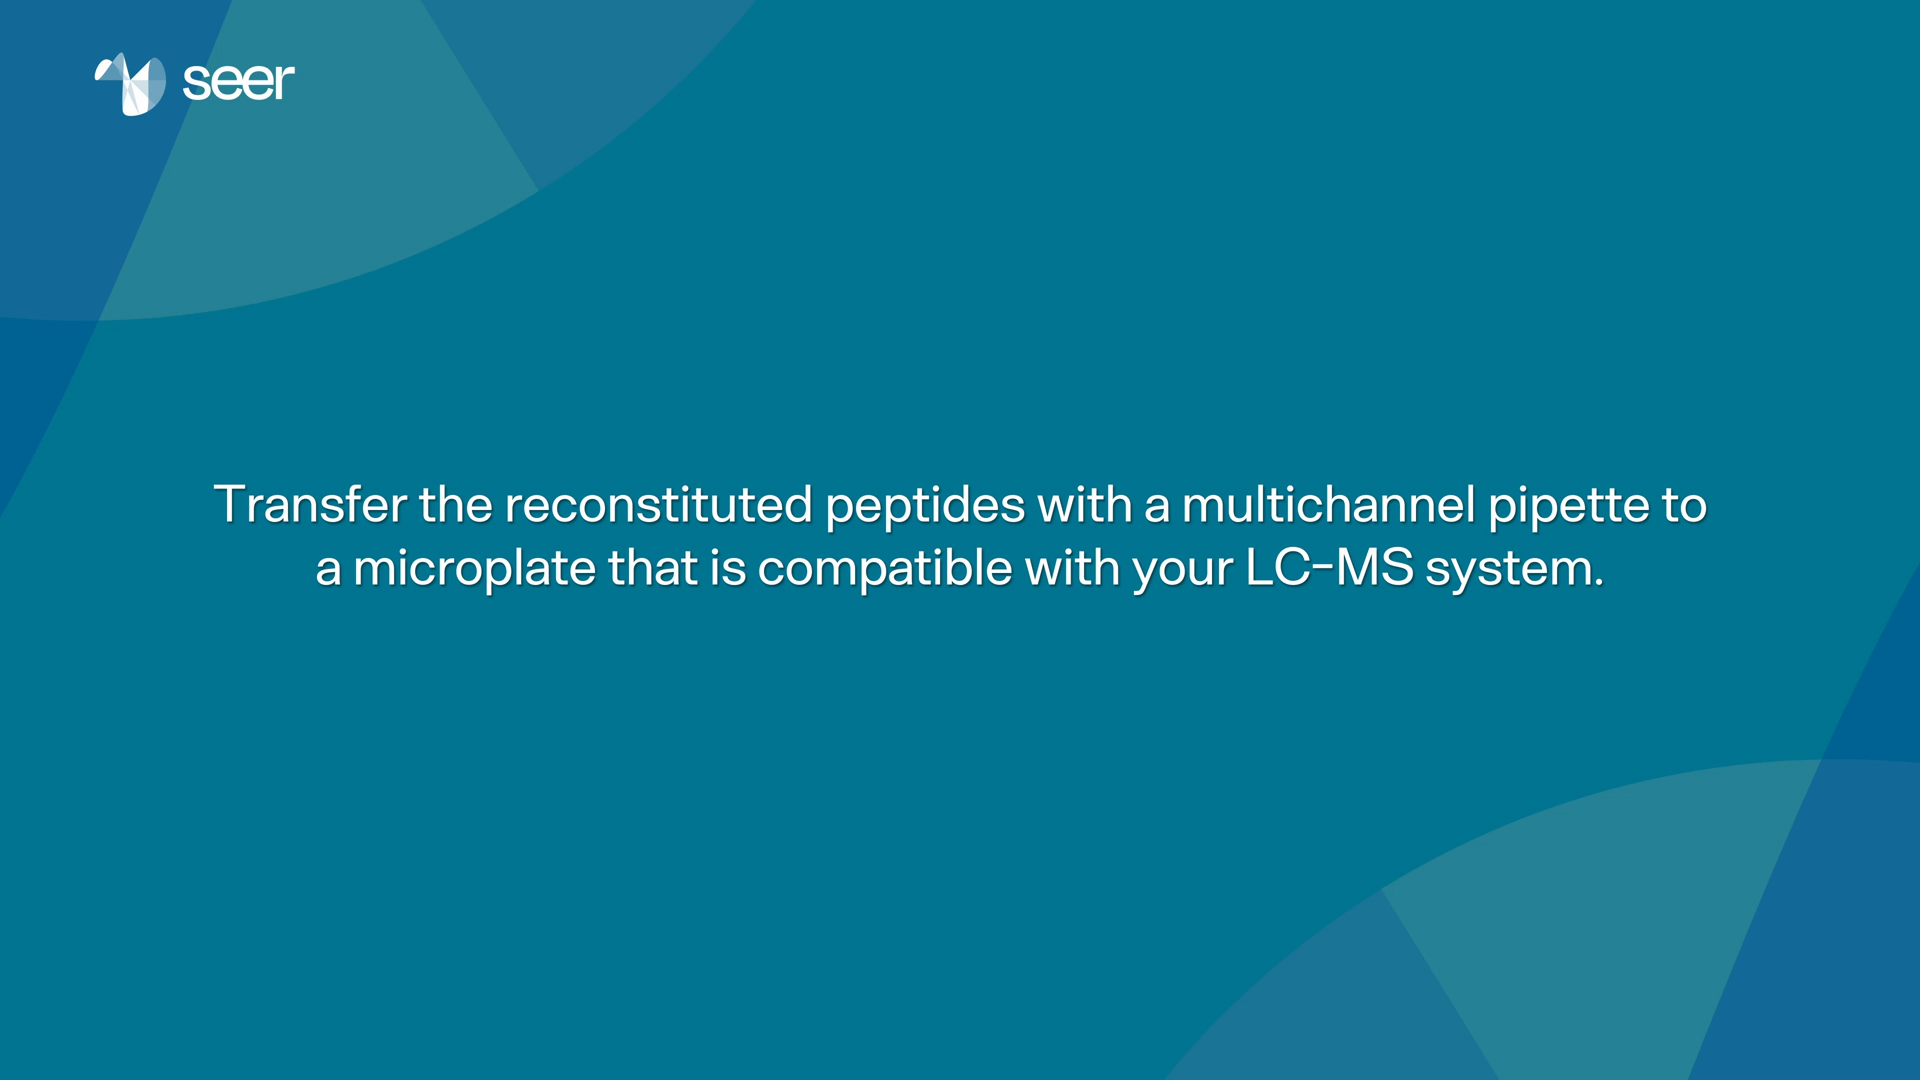 seer
Transfer the reconstituted peptides with a multichannel pipette to
a microplate that is compatible with your LC-MS system.